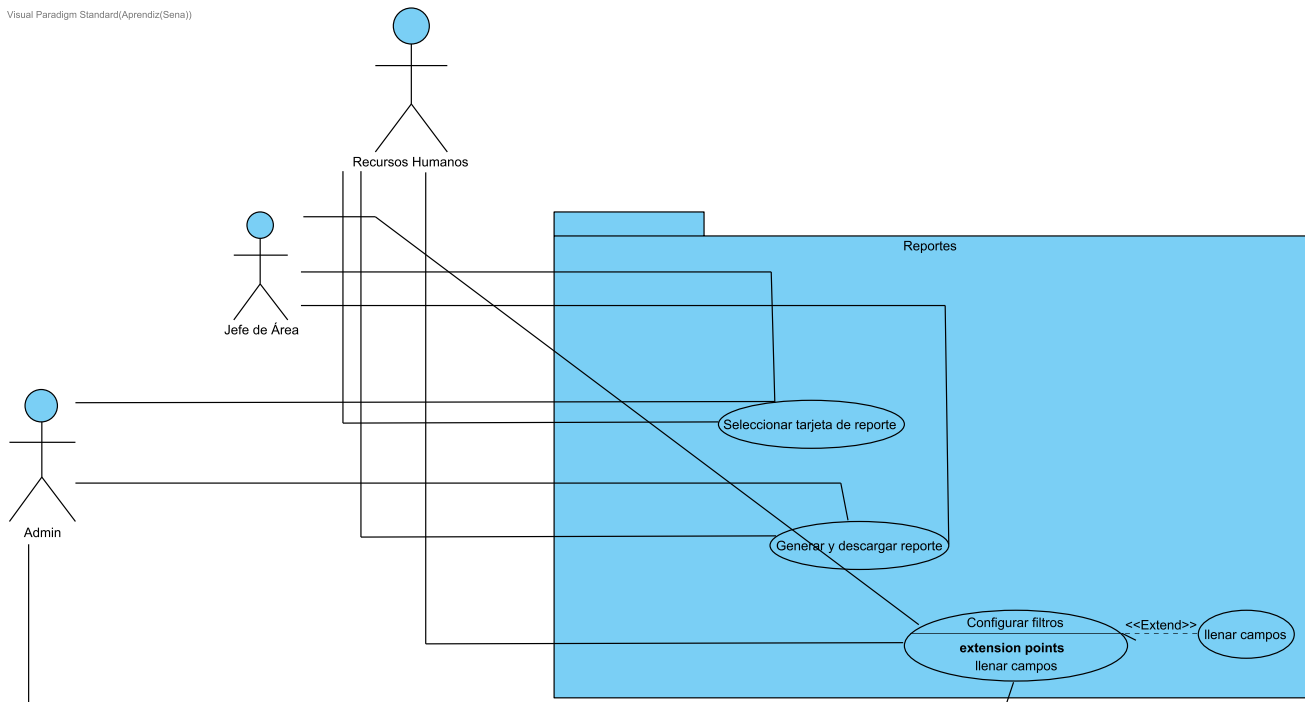 Visual Paradigm Standard(Aprendiz(Sena))
Recursos Humanos
Reportes
Jefe de Área
Seleccionar tarjeta de reporte
Admin
Generar y descargar reporte
Configurar filtros
<<Extend>>
llenar campos
extension points
llenar campos